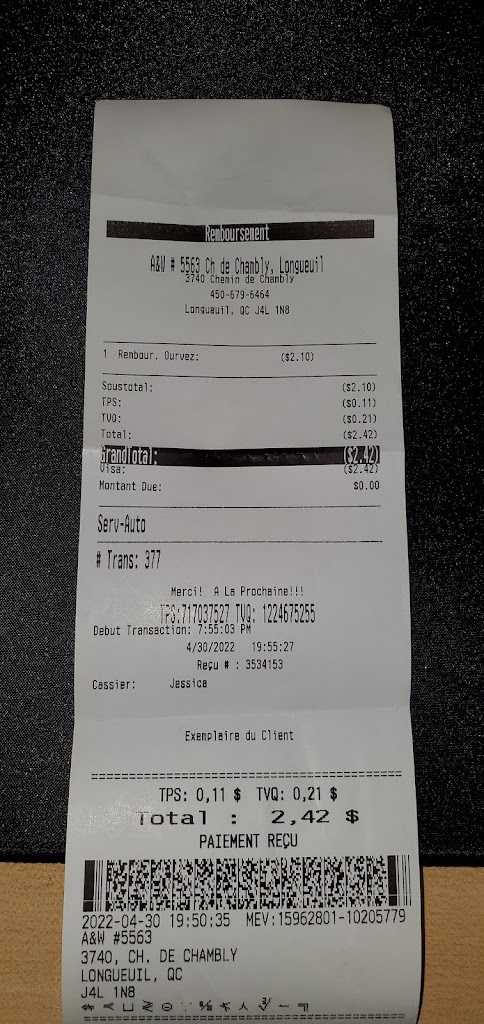 Remboursement
A&W # 5563 Ch de Chambly, Longueuil
3740 Chemin de Chambly
450-679-6464
Longueuil, QC J4L 1N8
1 Rembour. Ourvez: ($2.10)
Soustotal: ($2.10)
TPS: ($0.11)
TVQ: ($0.21)
Total: ($2.42)
GrandTotal: ($2.42)
Visa: ($2.42)
Montant Due: $0.00
Serv-Auto
# Trans: 377
Merci! A La Prochaine!!!
TPS:717037527 TVQ: 1224675255
Debut Transaction: 7:55:03 PM
4/30/2022 19:55:27
Reçu # : 3534153
Cassier: Jessica
Exemplaire du Client
TPS: 0,11 $ TVQ: 0,21 $
Total : 2,42 $
PAIEMENT REÇU
2022-04-30 19:50:35 MEV:15962801-10205779
A&W #5563
3740, CH. DE CHAMBLY
LONGUEUIL, QC
J4L 1N8